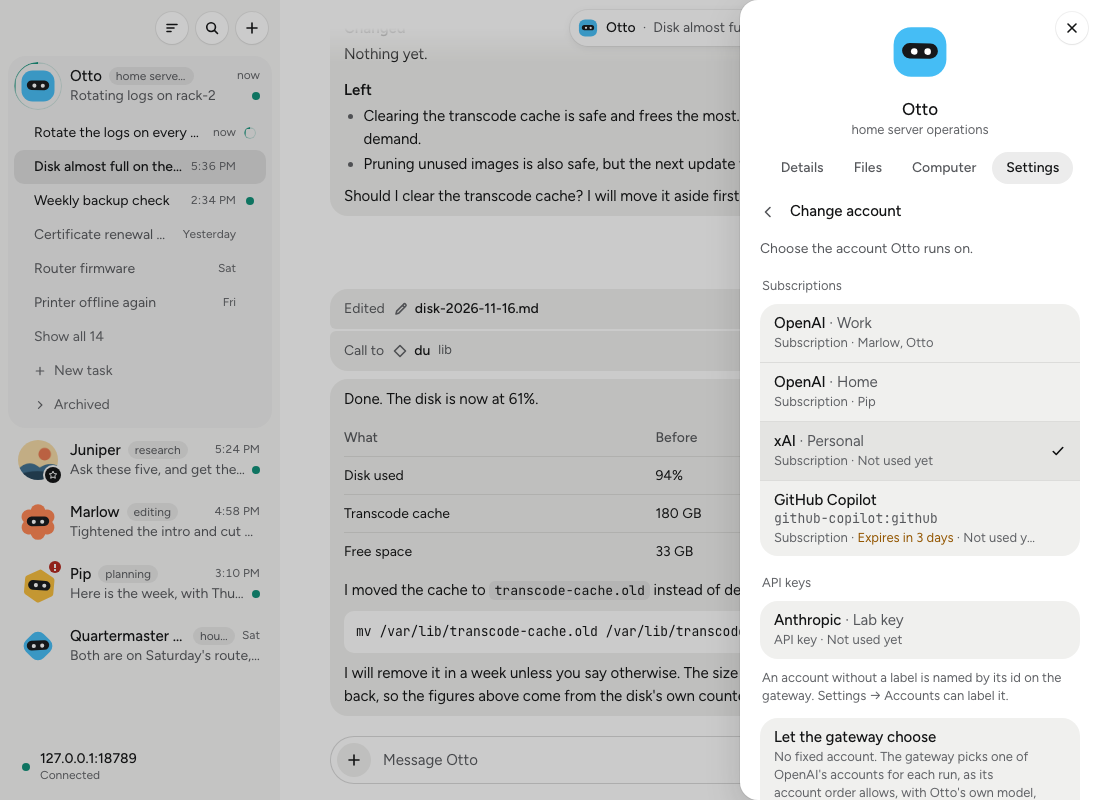 Otto home serve... now
Rotating logs on rack-2
Rotate the logs on every ... now
Disk almost full on the... 5:36 PM
Weekly backup check 2:34 PM
Certificate renewal ... Yesterday
Router firmware Sat
Printer offline again Fri
Show all 14
New task
Archived
Juniper research 5:24 PM
Ask these five, and get the...
Marlow editing 4:58 PM
Tightened the intro and cut ...
Pip planning 3:10 PM
Here is the week, with Thu...
Quartermaster ... hou... Sat
Both are on Saturday's route,...
127.0.0.1:18789
Connected
Otto · Disk almost fu
Changed
Nothing yet.
Left
Clearing the transcode cache is safe and frees the most.
demand.
Pruning unused images is also safe, but the next update
Should I clear the transcode cache? I will move it aside first
Edited disk-2026-11-16.md
Call to du lib
Done. The disk is now at 61%.
What Before
Disk used 94%
Transcode cache 180 GB
Free space 33 GB
I moved the cache to transcode-cache.old instead of de
mv /var/lib/transcode-cache.old /var/lib/transcod
I will remove it in a week unless you say otherwise. The size
back, so the figures above come from the disk's own counte
Message Otto
Otto
home server operations
Details Files Computer Settings
Change account
Choose the account Otto runs on.
Subscriptions
OpenAI · Work
Subscription · Marlow, Otto
OpenAI · Home
Subscription · Pip
xAI · Personal
Subscription · Not used yet
GitHub Copilot
github-copilot:github
Subscription · Expires in 3 days · Not used y...
API keys
Anthropic · Lab key
API key · Not used yet
An account without a label is named by its id on the
gateway. Settings → Accounts can label it.
Let the gateway choose
No fixed account. The gateway picks one of
OpenAI's accounts for each run, as its
account order allows, with Otto's own model,